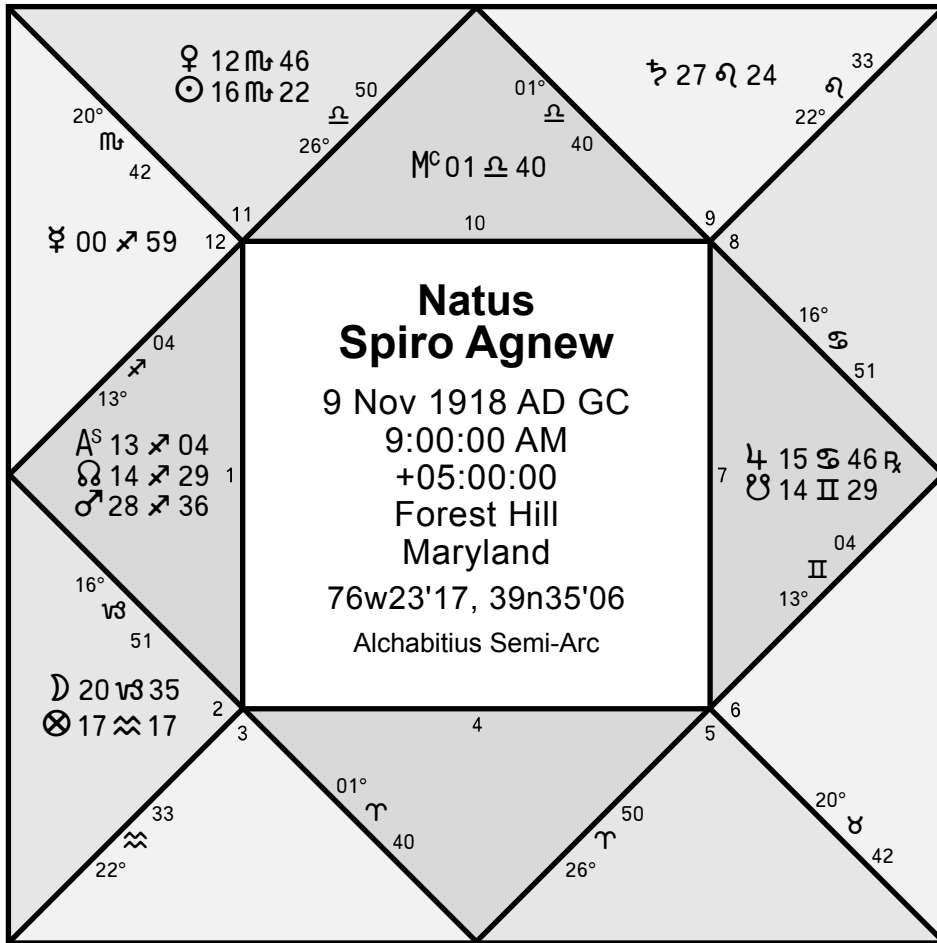 ♀ 12 ♏ 46
☉ 16 ♏ 22
50
♎
26°
01°
♎
40
♄ 27 ♌ 24
33
♌
22°
20°
♏
42
Mc 01 ♎ 40
11
10
9
☿ 00 ♐ 59
12
8
Natus
Spiro Agnew
9 Nov 1918 AD GC
9:00:00 AM
+05:00:00
Forest Hill
Maryland
76w23'17, 39n35'06
Alchabitius Semi-Arc
16°
♋
51
04
♐
13°
As 13 ♐ 04
☊ 14 ♐ 29
♂ 28 ♐ 36
1
7
♃ 15 ♋ 46 ℞
☋ 14 ♊ 29
04
♊
13°
16°
♑
51
☽ 20 ♑ 35
⊗ 17 ♒ 17
2
3
4
5
6
33
♒
22°
01°
♈
40
50
♈
26°
20°
♉
42